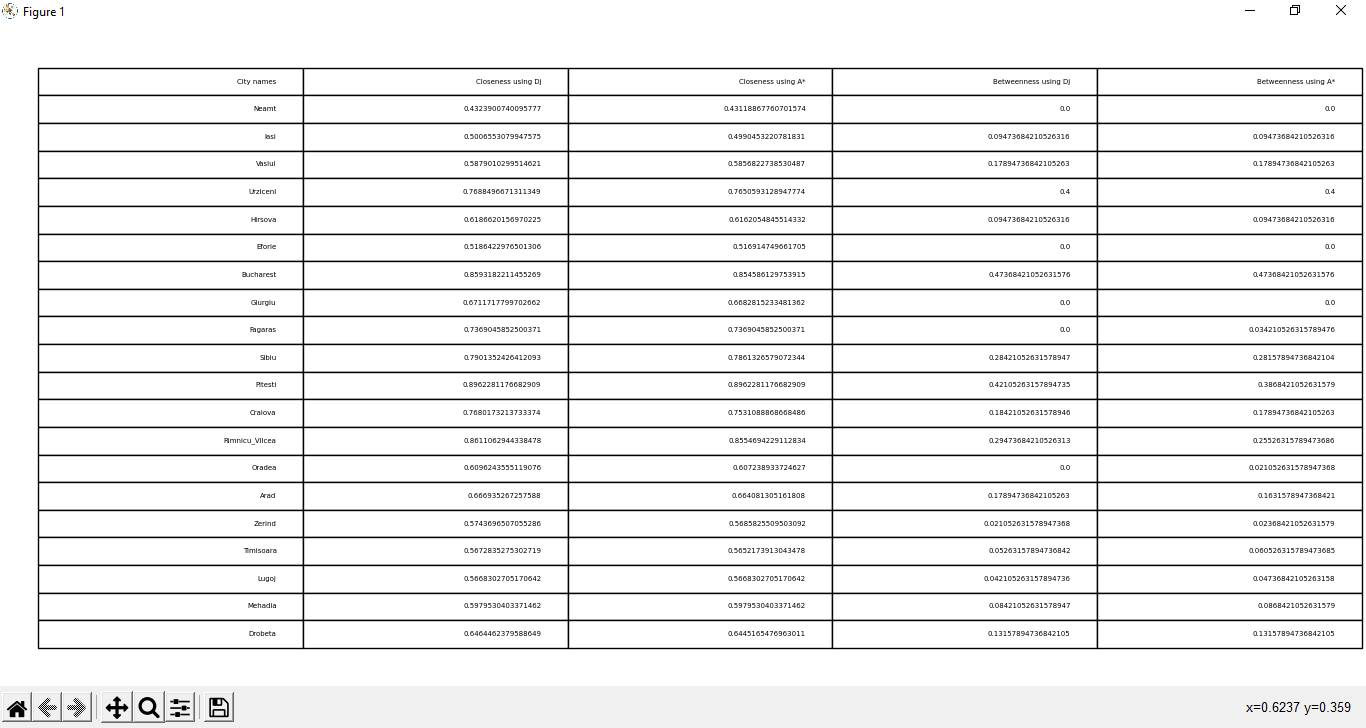 Figure 1
City names Closeness using Dj Closeness using A* Betweenness using Dj Betweenness using A*
Neamt 0.4323900740095777 0.43118867760701574 0.0 0.0
Iasi 0.5006553079947575 0.4990453220781831 0.09473684210526316 0.09473684210526316
Vaslui 0.5879010299514621 0.5856822738530487 0.17894736842105263 0.17894736842105263
Urziceni 0.7688496671311349 0.7650593128947774 0.4 0.4
Hirsova 0.6186620156970225 0.6162054845514332 0.09473684210526316 0.09473684210526316
Eforie 0.5186422976501306 0.516914749661705 0.0 0.0
Bucharest 0.8593182211455269 0.854586129753915 0.47368421052631576 0.47368421052631576
Giurgiu 0.6711717799702662 0.6682815233481362 0.0 0.0
Fagaras 0.7369045852500371 0.7369045852500371 0.0 0.034210526315789476
Sibiu 0.7901352426412093 0.7861326579072344 0.28421052631578947 0.28157894736842104
Pitesti 0.8962281176682909 0.8962281176682909 0.42105263157894735 0.3868421052631579
Craiova 0.7680173213733374 0.7531088868668486 0.18421052631578946 0.17894736842105263
Rimnicu_Vilcea 0.8611062944338478 0.8554694229112834 0.29473684210526313 0.25526315789473686
Oradea 0.6096243555119076 0.607238933724627 0.0 0.021052631578947368
Arad 0.666935267257588 0.664081305161808 0.17894736842105263 0.1631578947368421
Zerind 0.5743696507055286 0.5685825509503092 0.021052631578947368 0.02368421052631579
Timisoara 0.5672835275302719 0.5652173913043478 0.05263157894736842 0.060526315789473685
Lugoj 0.5668302705170642 0.5668302705170642 0.042105263157894736 0.04736842105263158
Mehadia 0.5979530403371462 0.5979530403371462 0.08421052631578947 0.0868421052631579
Drobeta 0.6464462379588649 0.6445165476963011 0.13157894736842105 0.13157894736842105
x=0.6237 y=0.359